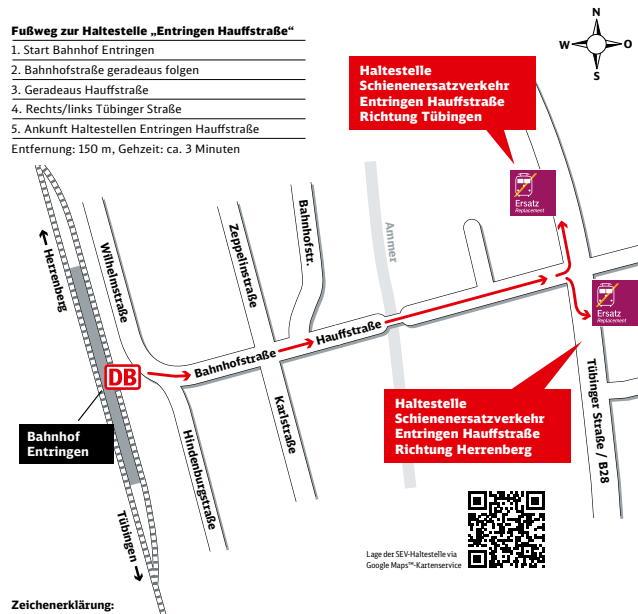 Fußweg zur Haltestelle „Entringen Hauffstraße“
1. Start Bahnhof Entringen
2. Bahnhofstraße geradeaus folgen
3. Geradeaus Hauffstraße
4. Rechts/links Tübinger Straße
5. Ankunft Haltestellen Entringen Hauffstraße
Entfernung: 150 m, Gehzeit: ca. 3 Minuten
N
W
O
S
Haltestelle
Schienenersatzverkehr
Entringen Hauffstraße
Richtung Tübingen
Ersatz
Replacement
Herrenberg
Wilhelmstraße
Zeppelinstraße
Bahnhofstr.
Ammer
Ersatz
Replacement
DB
Bahnhofstraße
Hauffstraße
Bahnhof
Entringen
Hindenburgstraße
Karlstraße
Haltestelle
Schienenersatzverkehr
Entringen Hauffstraße
Richtung Herrenberg
Tübinger Straße / B28
Tübingen
Lage der SEV-Haltestelle via
Google Maps™-Kartenservice
Zeichenerklärung: